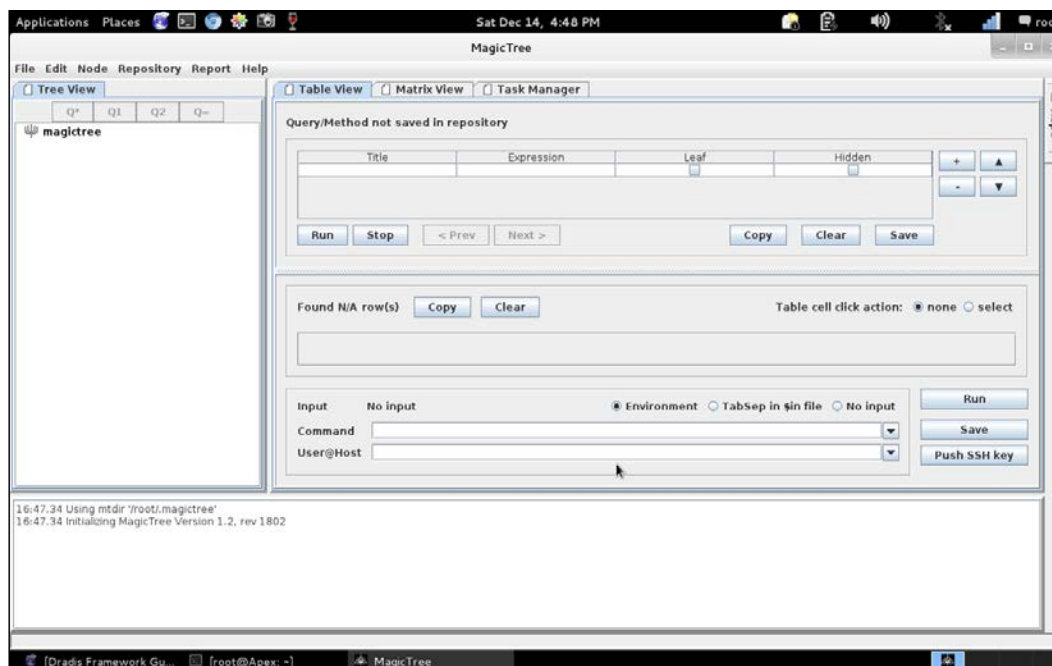 Applications Places Sat Dec 14, 4:48 PM roo
MagicTree
File Edit Node Repository Report Help
Tree View
Q* Q1 Q2 Q=
magictree
Table View Matrix View Task Manager
Query/Method not saved in repository
Title Expression Leaf Hidden
+
-
Run Stop < Prev Next > Copy Clear Save
Found N/A row(s) Copy Clear Table cell click action: none select
Input No input Environment TabSep in $in file No input Run
Command Save
User@Host Push SSH key
16:47.34 Using mtdir '/root/.magictree'
16:47.34 Initializing MagicTree Version 1.2, rev 1802
[Dradis Framework Gu... [root@Apex: ~] MagicTree